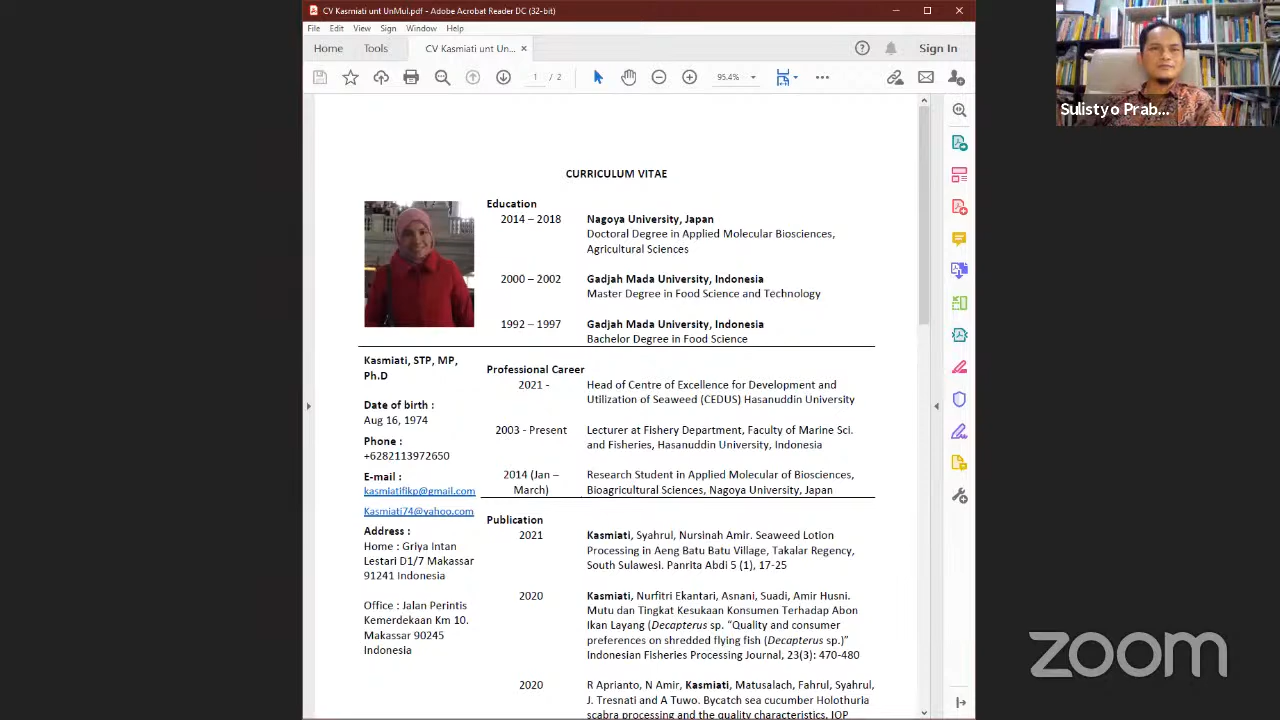 CV Kasmiati unt UnMul.pdf - Adobe Acrobat Reader DC (32-bit)
File Edit View Sign Window Help
Home Tools CV Kasmiati unt Un... × Sign In
1 / 2 95.4%
Sulistyo Prab...
CURRICULUM VITAE
Education
2014 – 2018 Nagoya University, Japan
Doctoral Degree in Applied Molecular Biosciences,
Agricultural Sciences
2000 – 2002 Gadjah Mada University, Indonesia
Master Degree in Food Science and Technology
1992 – 1997 Gadjah Mada University, Indonesia
Bachelor Degree in Food Science
Kasmiati, STP, MP,
Ph.D
Date of birth :
Aug 16, 1974
Phone :
+6282113972650
E-mail :
kasmiatifikp@gmail.com
Kasmiati74@yahoo.com
Address :
Home : Griya Intan
Lestari D1/7 Makassar
91241 Indonesia
Office : Jalan Perintis
Kemerdekaan Km 10.
Makassar 90245
Indonesia
Professional Career
2021 - Head of Centre of Excellence for Development and
Utilization of Seaweed (CEDUS) Hasanuddin University
2003 - Present Lecturer at Fishery Department, Faculty of Marine Sci.
and Fisheries, Hasanuddin University, Indonesia
2014 (Jan – Research Student in Applied Molecular of Biosciences,
March) Bioagricultural Sciences, Nagoya University, Japan
Publication
2021 Kasmiati, Syahrul, Nursinah Amir. Seaweed Lotion
Processing in Aeng Batu Batu Village, Takalar Regency,
South Sulawesi. Panrita Abdi 5 (1), 17-25
2020 Kasmiati, Nurfitri Ekantari, Asnani, Suadi, Amir Husni.
Mutu dan Tingkat Kesukaan Konsumen Terhadap Abon
Ikan Layang (Decapterus sp. “Quality and consumer
preferences on shredded flying fish (Decapterus sp.)”
Indonesian Fisheries Processing Journal, 23(3): 470-480
2020 R Aprianto, N Amir, Kasmiati, Matusalach, Fahrul, Syahrul,
J. Tresnati and A Tuwo. Bycatch sea cucumber Holothuria
scabra processing and the quality characteristics, IOP
zoom